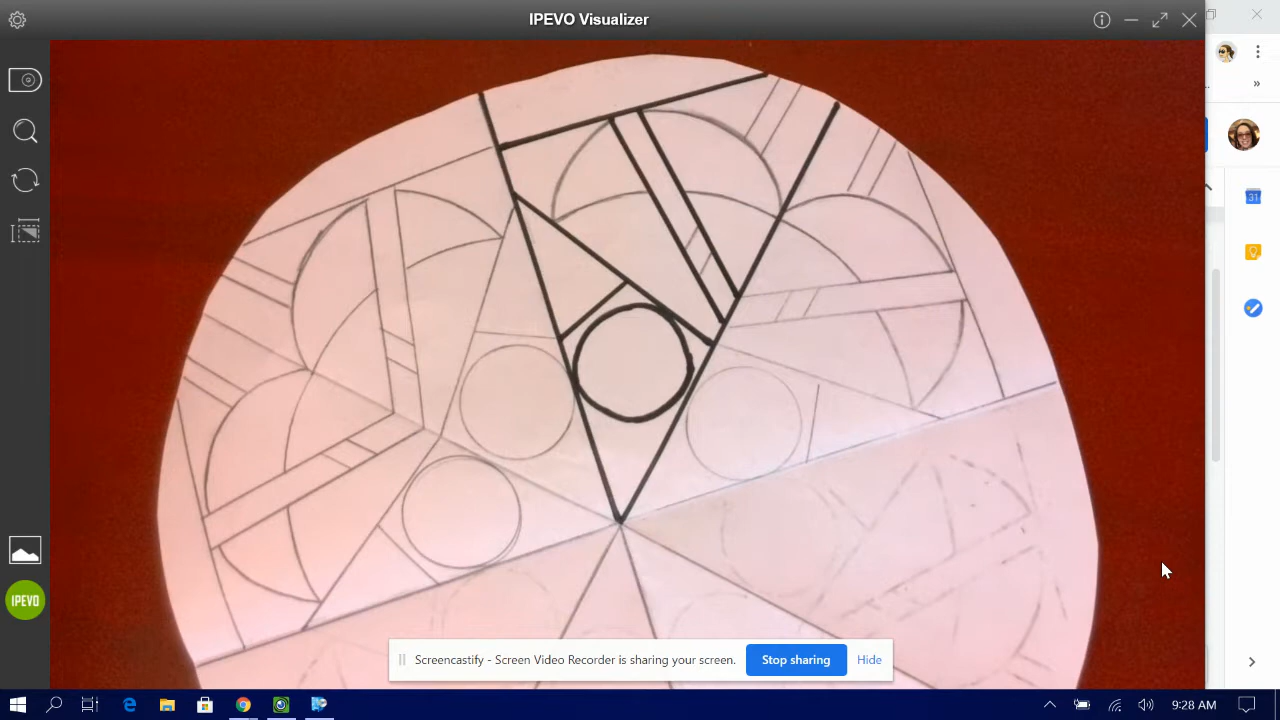 IPEVO Visualizer
31
IPEVO
Screencastify - Screen Video Recorder is sharing your screen.
Stop sharing
Hide
9:28 AM